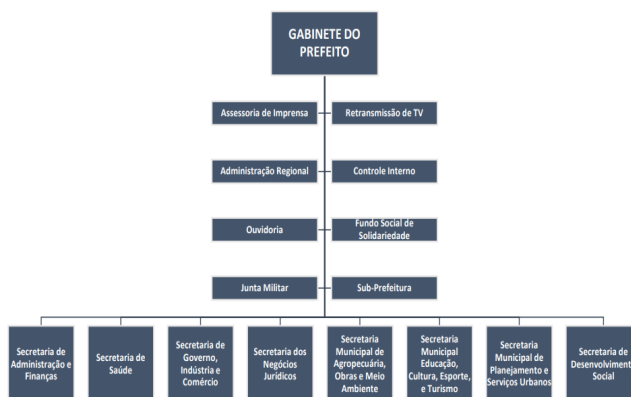 GABINETE DO
PREFEITO
Assessoria de Imprensa
Retransmissão de TV
Administração Regional
Controle Interno
Ouvidoria
Fundo Social de
Solidariedade
Junta Militar
Sub-Prefeitura
Secretaria de
Administração e
Finanças
Secretaria de
Saúde
Secretaria de
Governo,
Indústria e
Comércio
Secretaria dos
Negócios
Jurídicos
Secretaria
Municipal de
Agropecuária,
Obras e Meio
Ambiente
Secretaria
Municipal
Educação,
Cultura, Esporte,
e Turismo
Secretaria
Municipal de
Planejamento e
Serviços Urbanos
Secretaria de
Desenvolvimento
Social